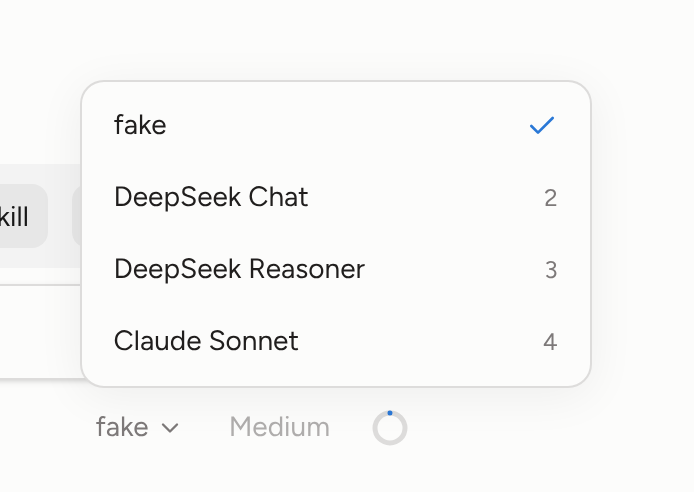 fake
DeepSeek Chat 2
kill
DeepSeek Reasoner 3
Claude Sonnet 4
fake Medium